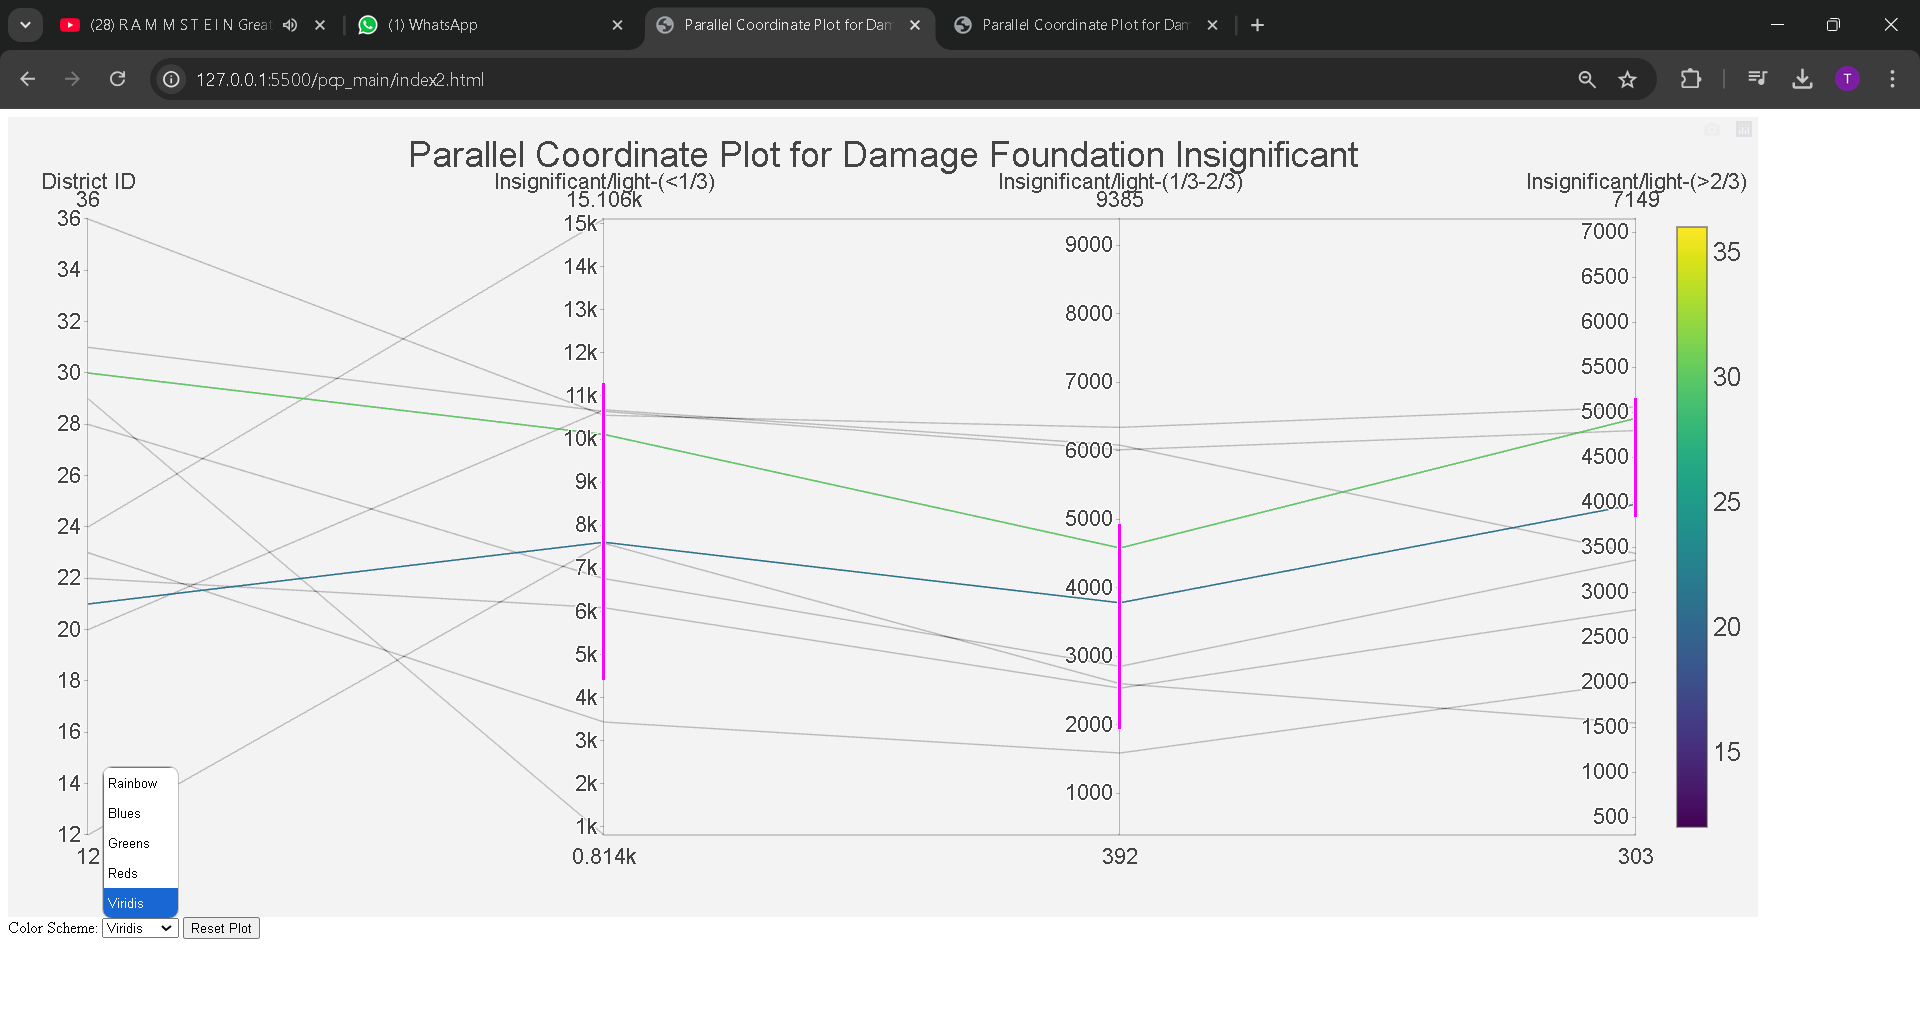 (28) R A M M S T E I N Great
(1) WhatsApp
Parallel Coordinate Plot for Dam
Parallel Coordinate Plot for Dam
127.0.0.1:5500/pqp_main/index2.html
T
Parallel Coordinate Plot for Damage Foundation Insignificant
District ID
Insignificant/light-(<1/3)
Insignificant/light-(1/3-2/3)
Insignificant/light-(>2/3)
36
15.106k
9385
7149
36
34
32
30
28
26
24
22
20
18
16
14
12
12
15k
14k
13k
12k
11k
10k
9k
8k
7k
6k
5k
4k
3k
2k
1k
0.814k
9000
8000
7000
6000
5000
4000
3000
2000
1000
392
7000
6500
6000
5500
5000
4500
4000
3500
3000
2500
2000
1500
1000
500
303
35
30
25
20
15
Rainbow
Blues
Greens
Reds
Viridis
Color Scheme: Viridis Reset Plot